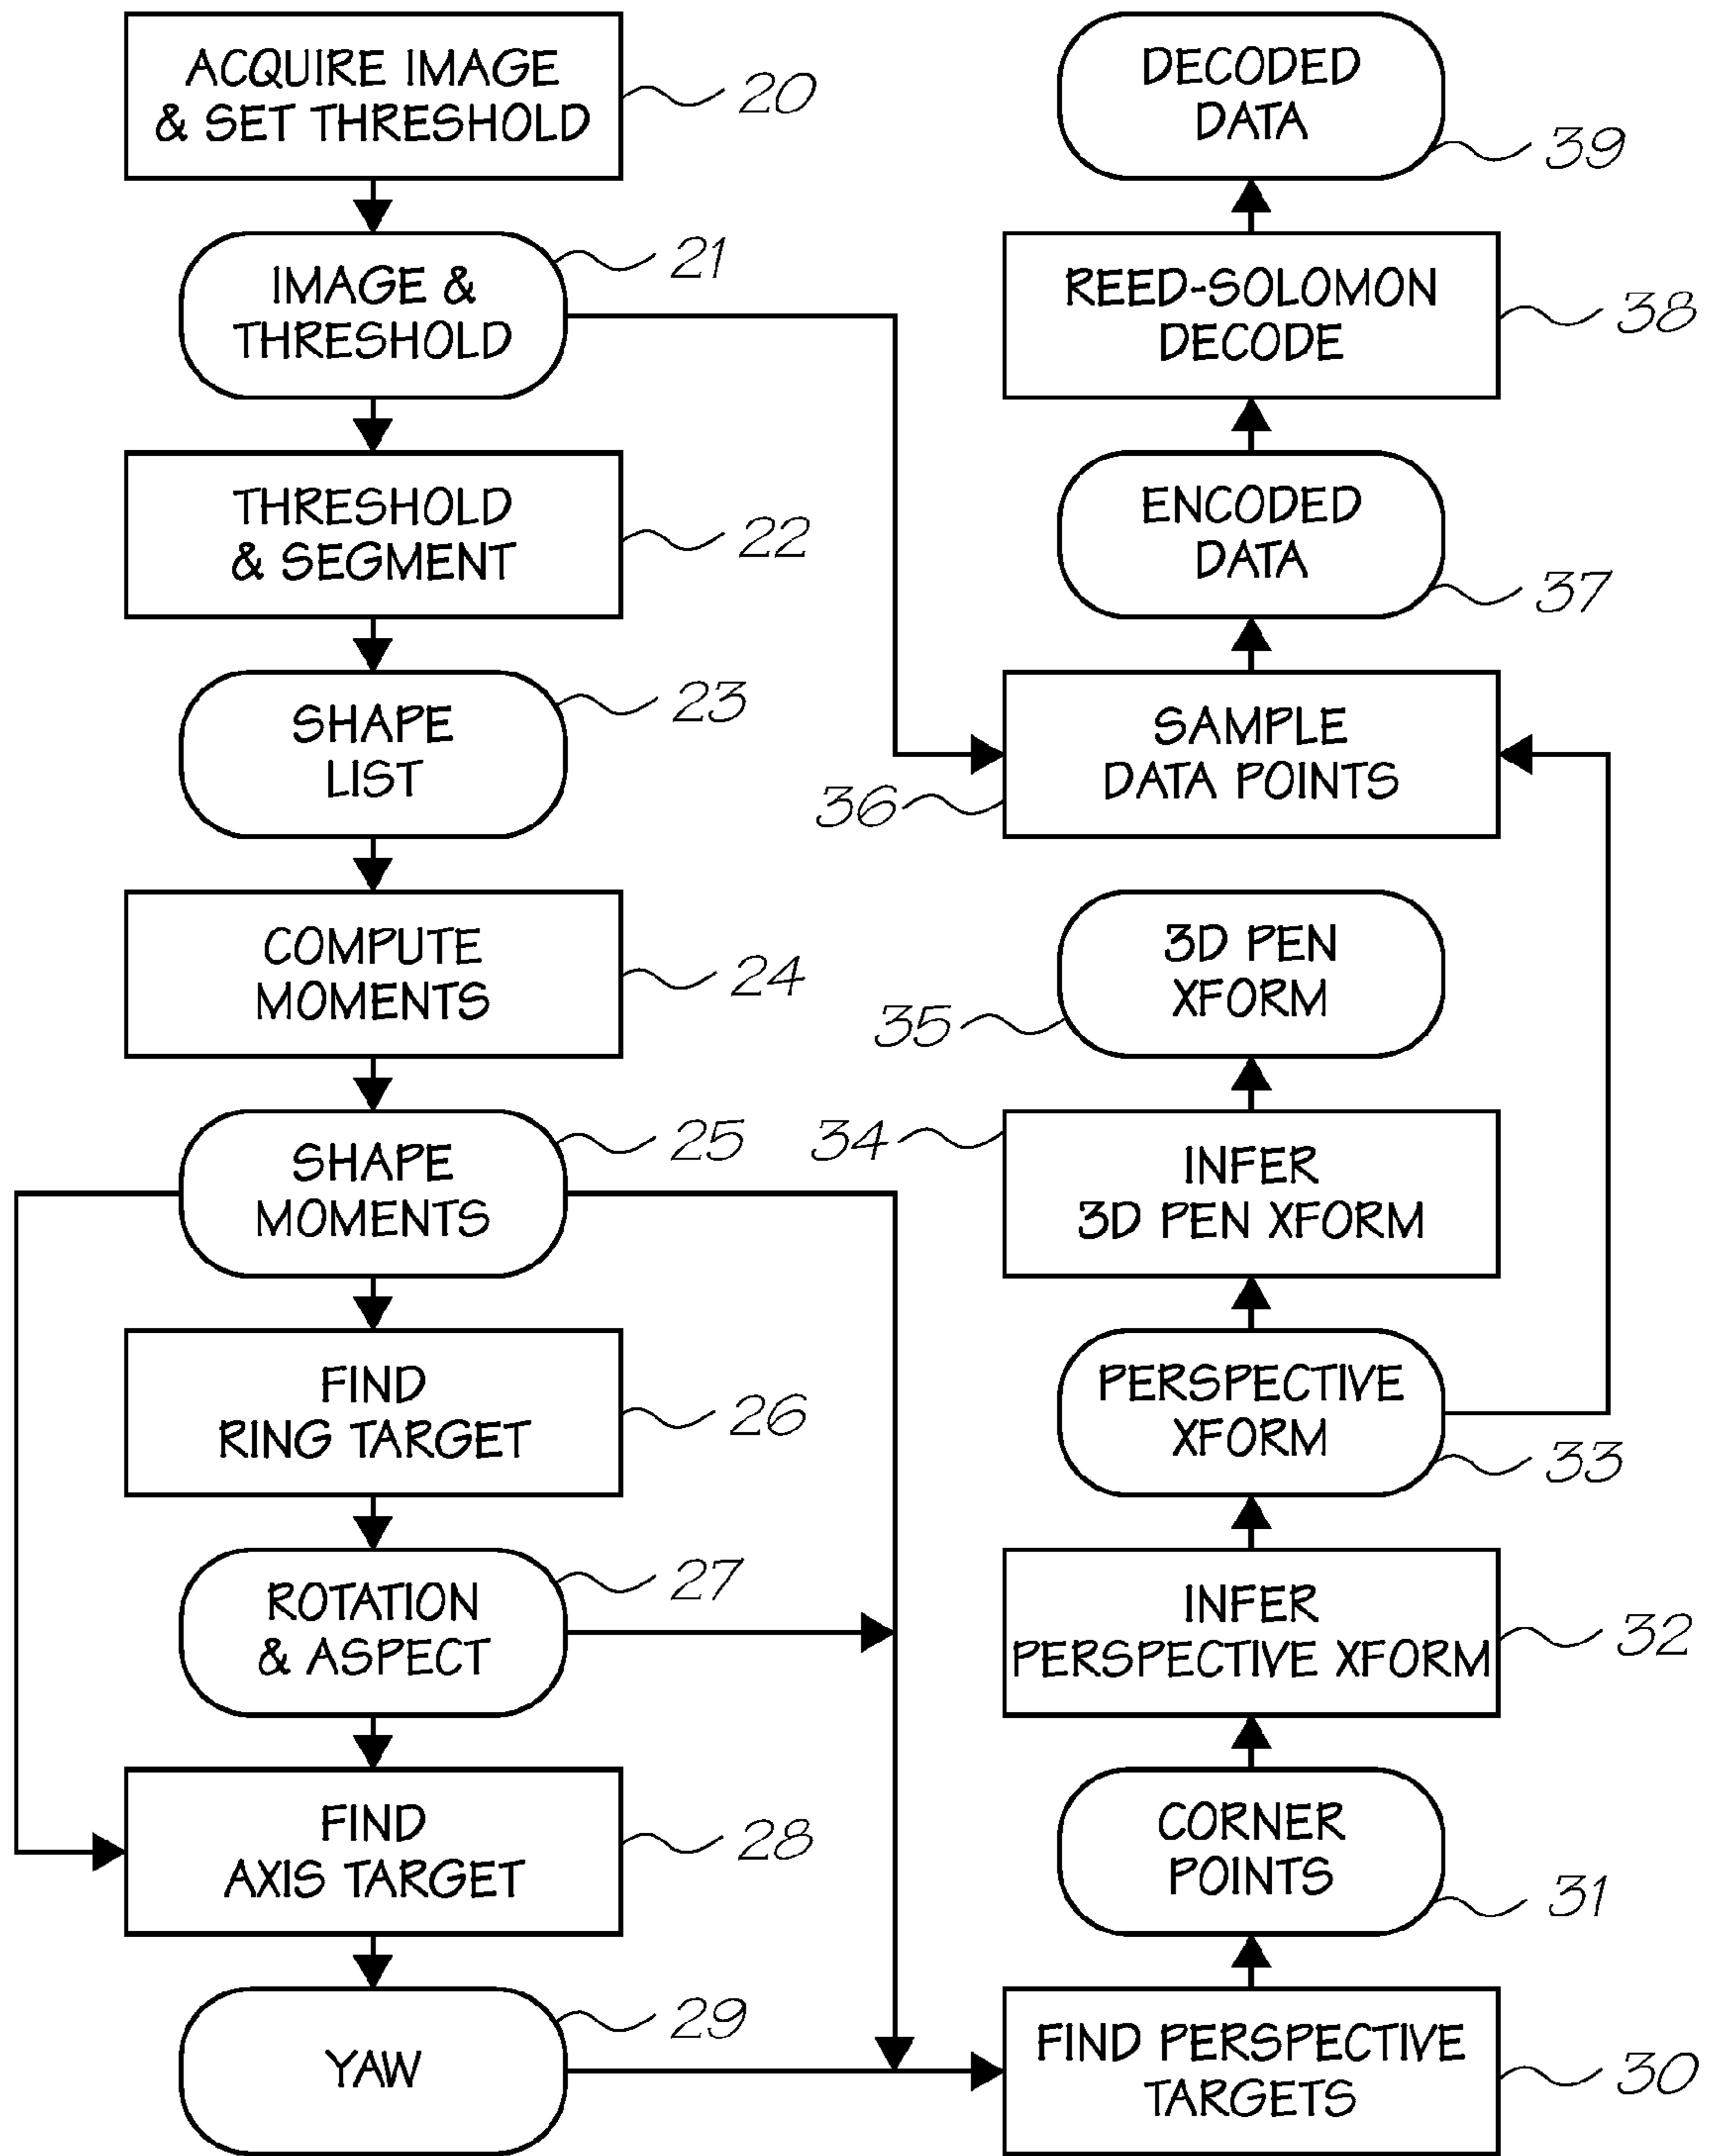 ACQUIRE IMAGE
& SET THRESHOLD
20
IMAGE &
THRESHOLD
21
THRESHOLD
& SEGMENT
22
SHAPE
LIST
23
COMPUTE
MOMENTS
24
SHAPE
MOMENTS
25
FIND
RING TARGET
26
ROTATION
& ASPECT
27
FIND
AXIS TARGET
28
YAW
29
FIND PERSPECTIVE
TARGETS
30
CORNER
POINTS
31
INFER
PERSPECTIVE XFORM
32
PERSPECTIVE
XFORM
33
INFER
3D PEN XFORM
34
3D PEN
XFORM
35
SAMPLE
DATA POINTS
36
ENCODED
DATA
37
REED-SOLOMON
DECODE
38
DECODED
DATA
39